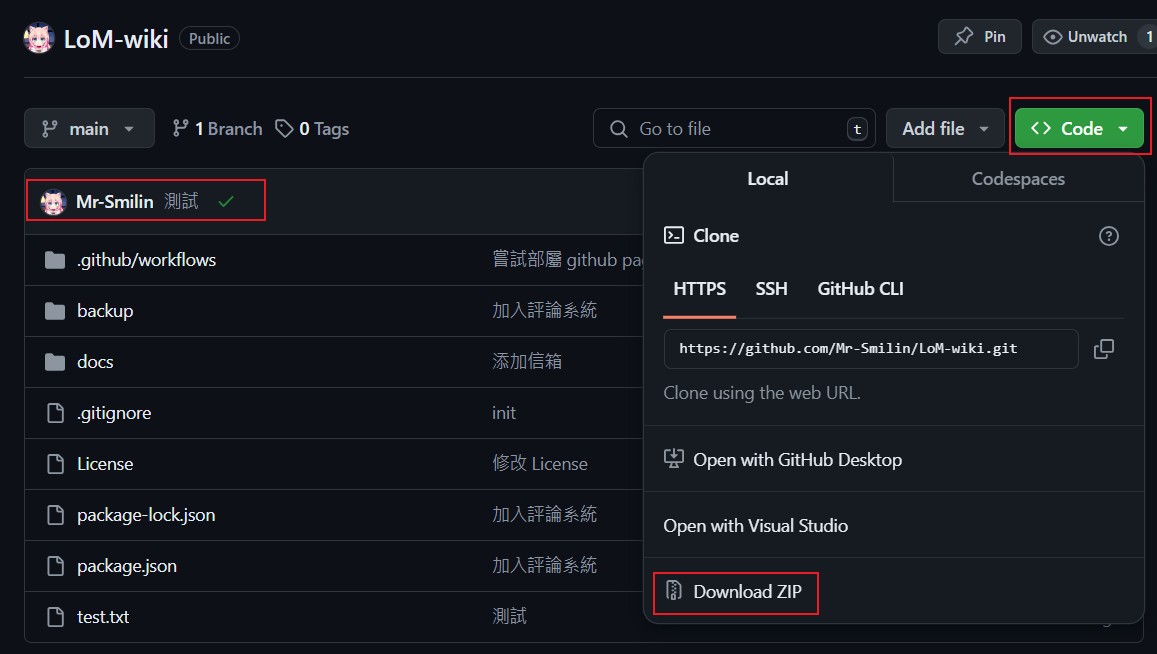 LoM-wiki Public Pin Unwatch 1
main 1 Branch 0 Tags Go to file t Add file Code
Local Codespaces
Mr-Smilin 測試
Clone
.github/workflows 嘗試部屬 github
HTTPS SSH GitHub CLI
backup 加入評論系統
https://github.com/Mr-Smilin/LoM-wiki.git
docs 添加信箱
Clone using the web URL.
.gitignore init
License 修改 License
Open with GitHub Desktop
package-lock.json 加入評論系統
Open with Visual Studio
package.json 加入評論系統
Download ZIP
test.txt 測試